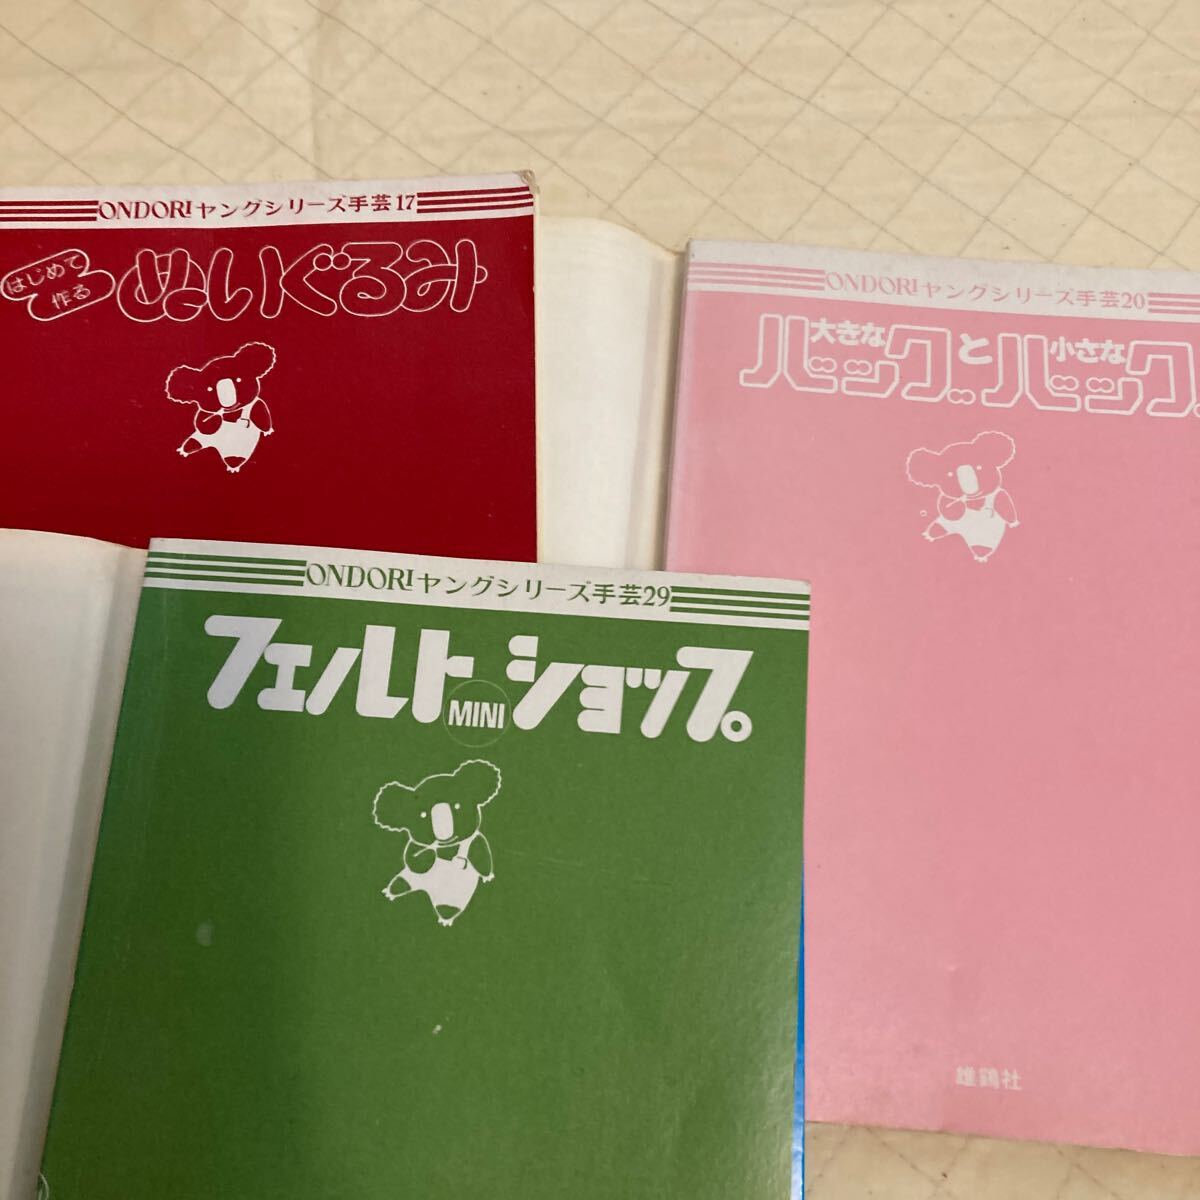 ONDORIヤングシリーズ手芸17
はじめて
作る
ぬいぐるみ
ONDORIヤングシリーズ手芸20
大きな
バッグと
小さな
バッグ。
雄鶏社
ONDORIヤングシリーズ手芸29
フェルト
MINI
ショップ。